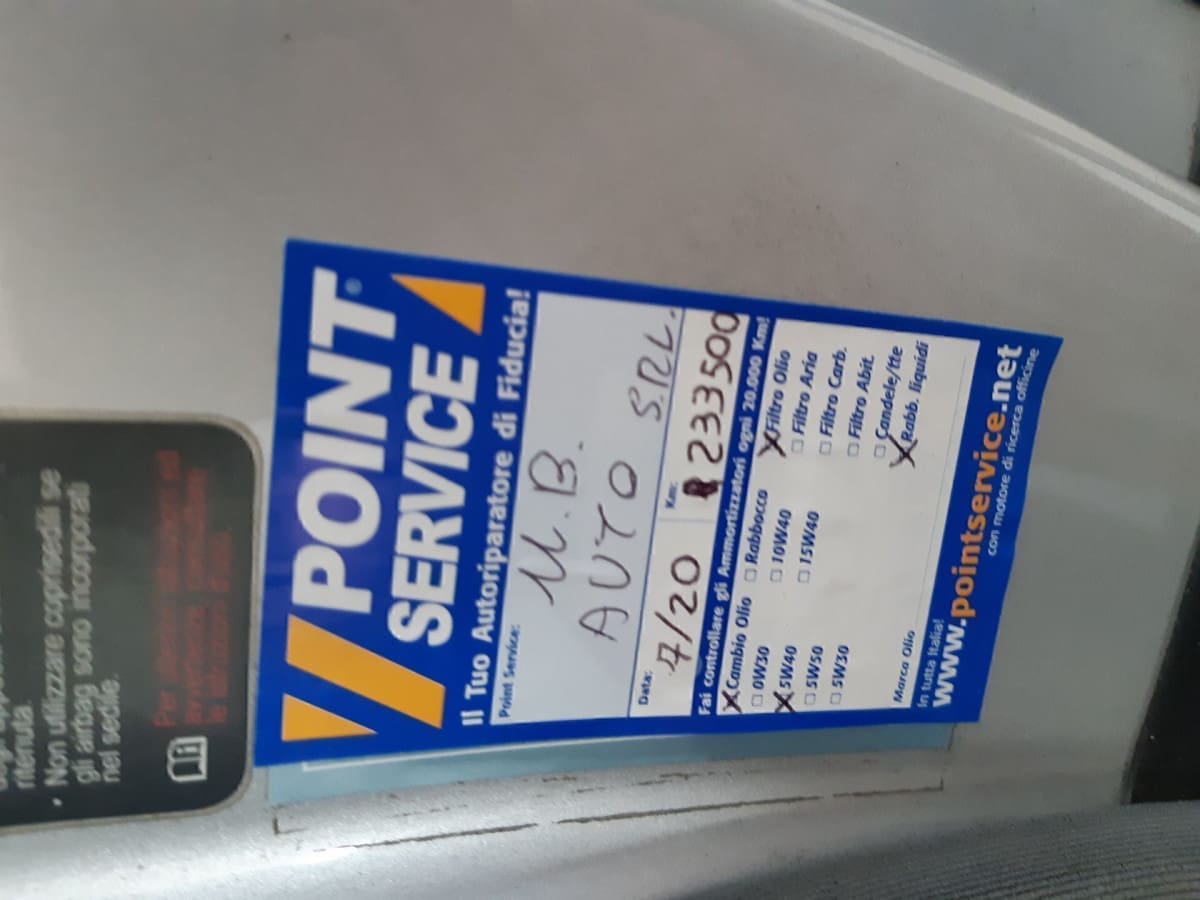 ritenuta.
• Non utilizzare coprisedili se
gli airbag sono incorporati
nel sedile.
POINT®
SERVICE
Il Tuo Autoriparatore di Fiducia!
Point Service:
M.B.
AUTO S.R.L.
Data: 7/20 Km: 233500
Fai controllare gli Ammortizzatori ogni 20.000 Km!
Cambio Olio Rabbocco Filtro Olio
0W30 10W40 Filtro Aria
5W40 15W40 Filtro Carb.
5W50 Filtro Abit.
5W30 Candele/tte
Rabb. liquidi
Marca Olio
In tutta Italia!
www.pointservice.net
con motore di ricerca officine